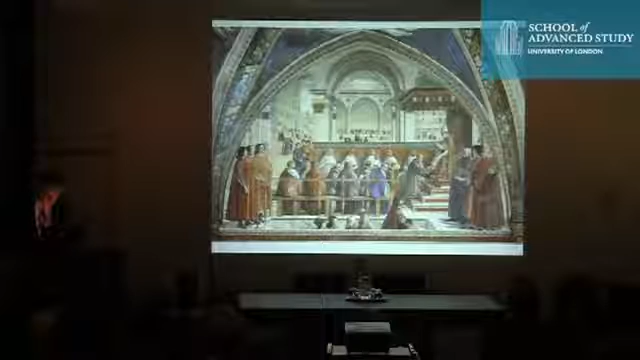 SCHOOL of
ADVANCED STUDY
UNIVERSITY OF LONDON